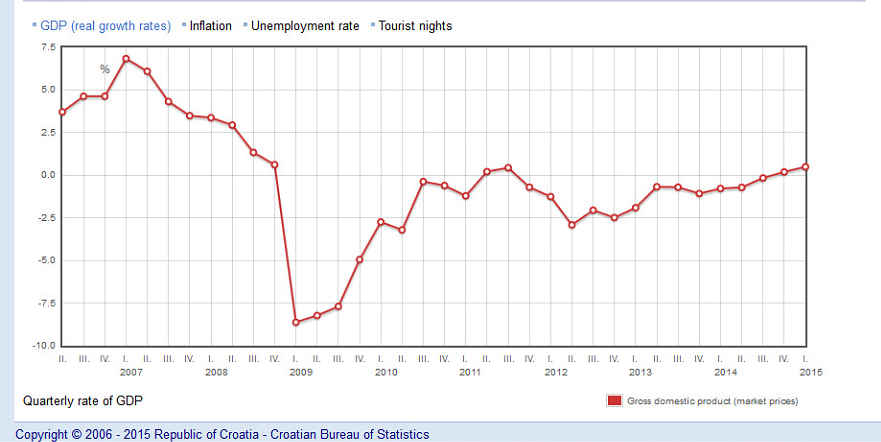 GDP (real growth rates) Inflation Unemployment rate Tourist nights
7.5
%
5.0
2.5
0.0
-2.5
-5.0
-7.5
-10.0
II. III. IV. I. II. III. IV. I. II. III. IV. I. II. III. IV. I. II. III. IV. I. II. III. IV. I. II. III. IV. I. II. III. IV. I. II. III. IV. I.
2007 2008 2009 2010 2011 2012 2013 2014 2015
Quarterly rate of GDP
Gross domestic product (market prices)
Copyright © 2006 - 2015 Republic of Croatia - Croatian Bureau of Statistics